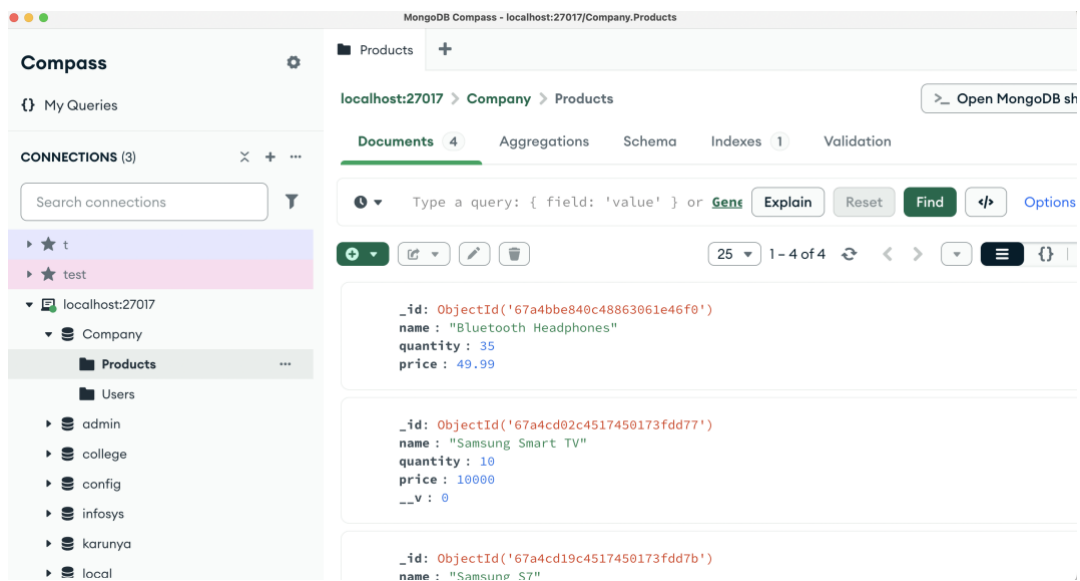 MongoDB Compass - localhost:27017/Company.Products
Compass
{} My Queries
CONNECTIONS (3)
Search connections
t
test
localhost:27017
Company
Products
Users
admin
college
config
infosys
karunya
local
Products
localhost:27017 > Company > Products
>_ Open MongoDB sh
Documents 4 Aggregations Schema Indexes 1 Validation
Type a query: { field: 'value' } or Gene Explain Reset Find </> Options
25 1 – 4 of 4 {}
_id: ObjectId('67a4bbe840c48863061e46f0')
name : "Bluetooth Headphones"
quantity : 35
price : 49.99
_id: ObjectId('67a4cd02c4517450173fdd77')
name : "Samsung Smart TV"
quantity : 10
price : 10000
__v : 0
_id: ObjectId('67a4cd19c4517450173fdd7b')
name : "Samsung S7"